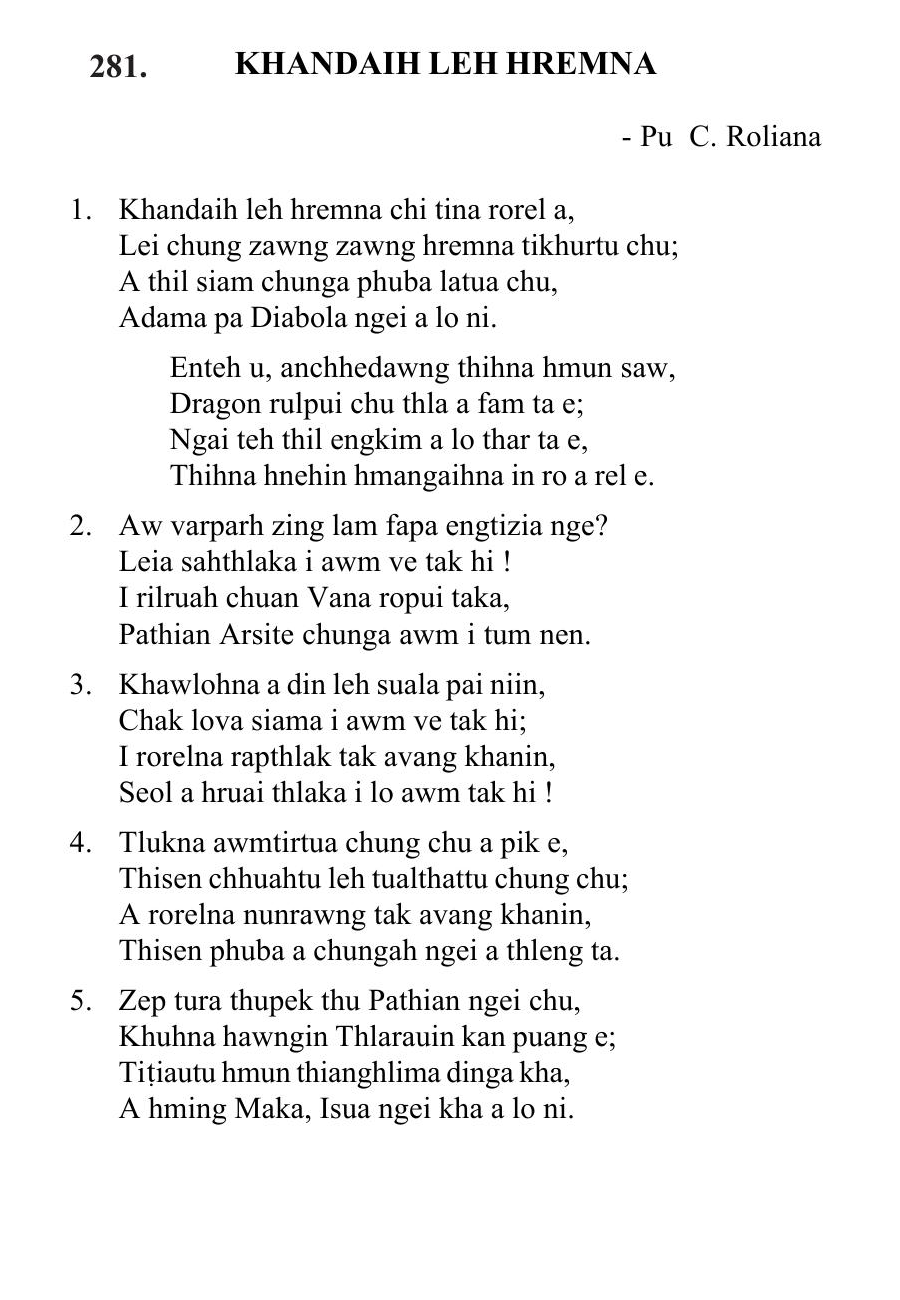 281. KHANDAIH LEH HREMNA
- Pu C. Roliana
1. Khandaih leh hremna chi tina rorel a,
Lei chung zawng zawng hremna tikhurtu chu;
A thil siam chunga phuba latua chu,
Adama pa Diabola ngei a lo ni.
Enteh u, anchhedawng thihna hmun saw,
Dragon rulpui chu thla a fam ta e;
Ngai teh thil engkim a lo thar ta e,
Thihna hnehin hmangaihna in ro a rel e.
2. Aw varparh zing lam fapa engtizia nge?
Leia sahthlaka i awm ve tak hi !
I rilruah chuan Vana ropui taka,
Pathian Arsite chunga awm i tum nen.
3. Khawlohna a din leh suala pai niin,
Chak lova siama i awm ve tak hi;
I rorelna rapthlak tak avang khanin,
Seol a hruai thlaka i lo awm tak hi !
4. Tlukna awmtirtua chung chu a pik e,
Thisen chhuahtu leh tualthattu chung chu;
A rorelna nunrawng tak avang khanin,
Thisen phuba a chungah ngei a thleng ta.
5. Zep tura thupek thu Pathian ngei chu,
Khuhna hawngin Thlarauin kan puang e;
Tiṭiautu hmun thianghlima dinga kha,
A hming Maka, Isua ngei kha a lo ni.